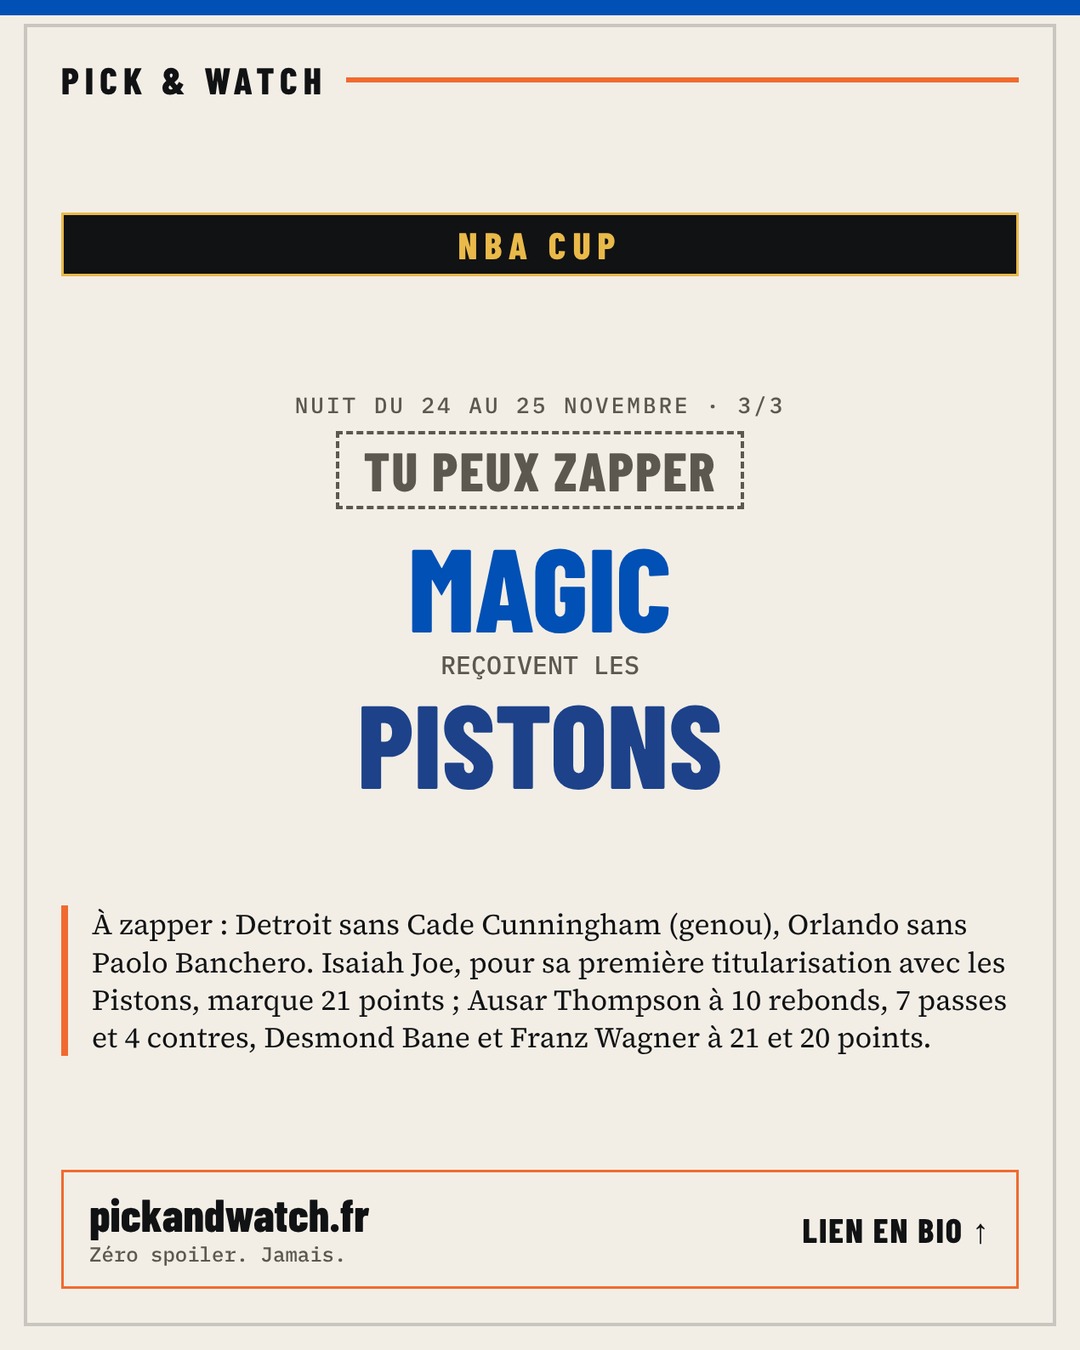 PICK & WATCH
NBA CUP
NUIT DU 24 AU 25 NOVEMBRE · 3/3
TU PEUX ZAPPER
MAGIC
REÇOIVENT LES
PISTONS
À zapper : Detroit sans Cade Cunningham (genou), Orlando sans
Paolo Banchero. Isaiah Joe, pour sa première titularisation avec les
Pistons, marque 21 points ; Ausar Thompson à 10 rebonds, 7 passes
et 4 contres, Desmond Bane et Franz Wagner à 21 et 20 points.
pickandwatch.fr
Zéro spoiler. Jamais.
LIEN EN BIO ↑